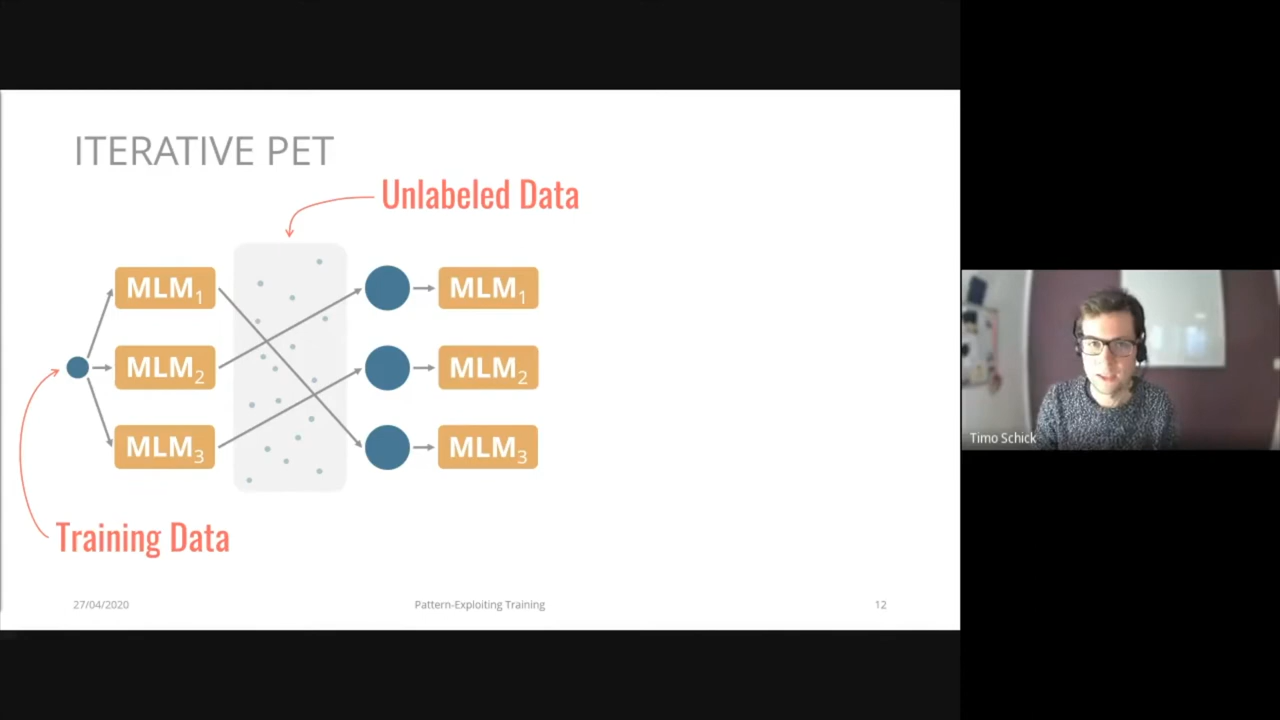 ITERATIVE PET
Unlabeled Data
MLM1
MLM1
MLM2
MLM2
MLM3
MLM3
Training Data
27/04/2020
Pattern-Exploiting Training
12
Timo Schick